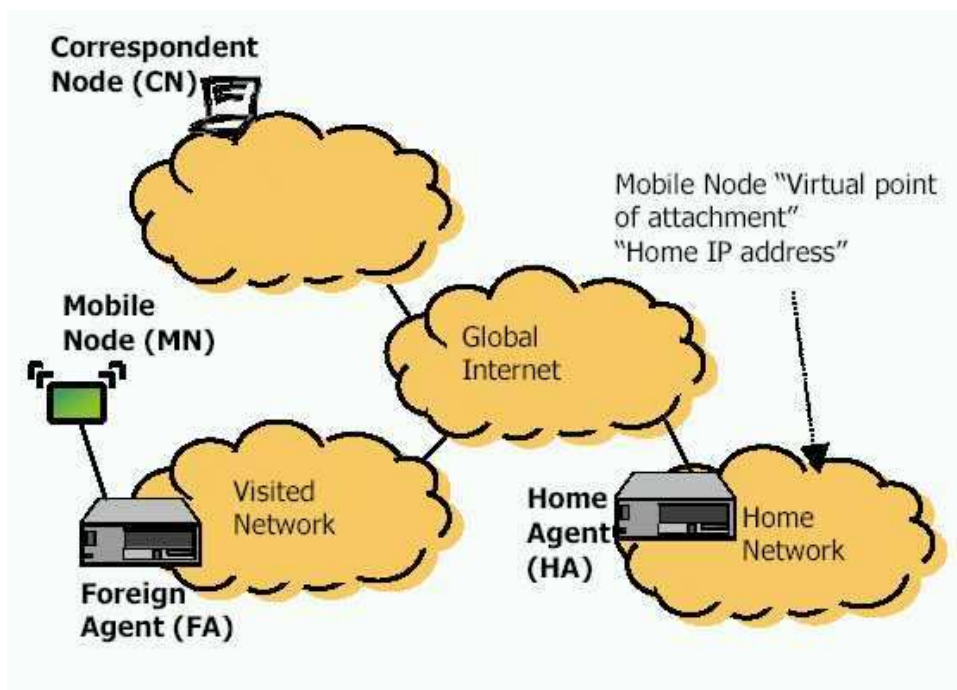 Correspondent
Node (CN)
Mobile Node “Virtual point
of attachment”
“Home IP address”
Mobile
Node (MN)
Global
Internet
Visited
Network
Home
Agent
(HA)
Home
Network
Foreign
Agent (FA)